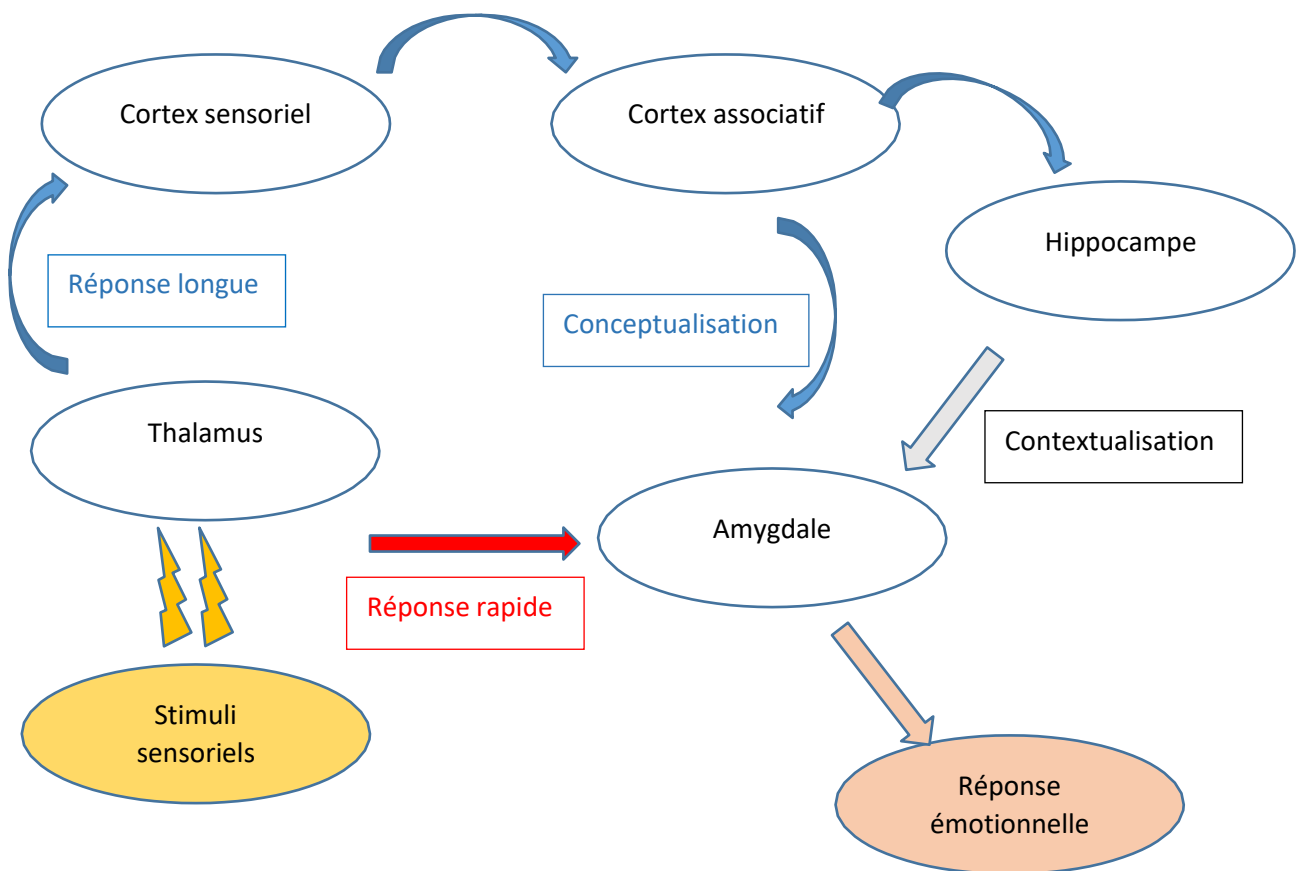 Cortex sensoriel
Cortex associatif
Hippocampe
Réponse longue
Conceptualisation
Thalamus
Contextualisation
Amygdale
Réponse rapide
Stimuli
sensoriels
Réponse
émotionnelle